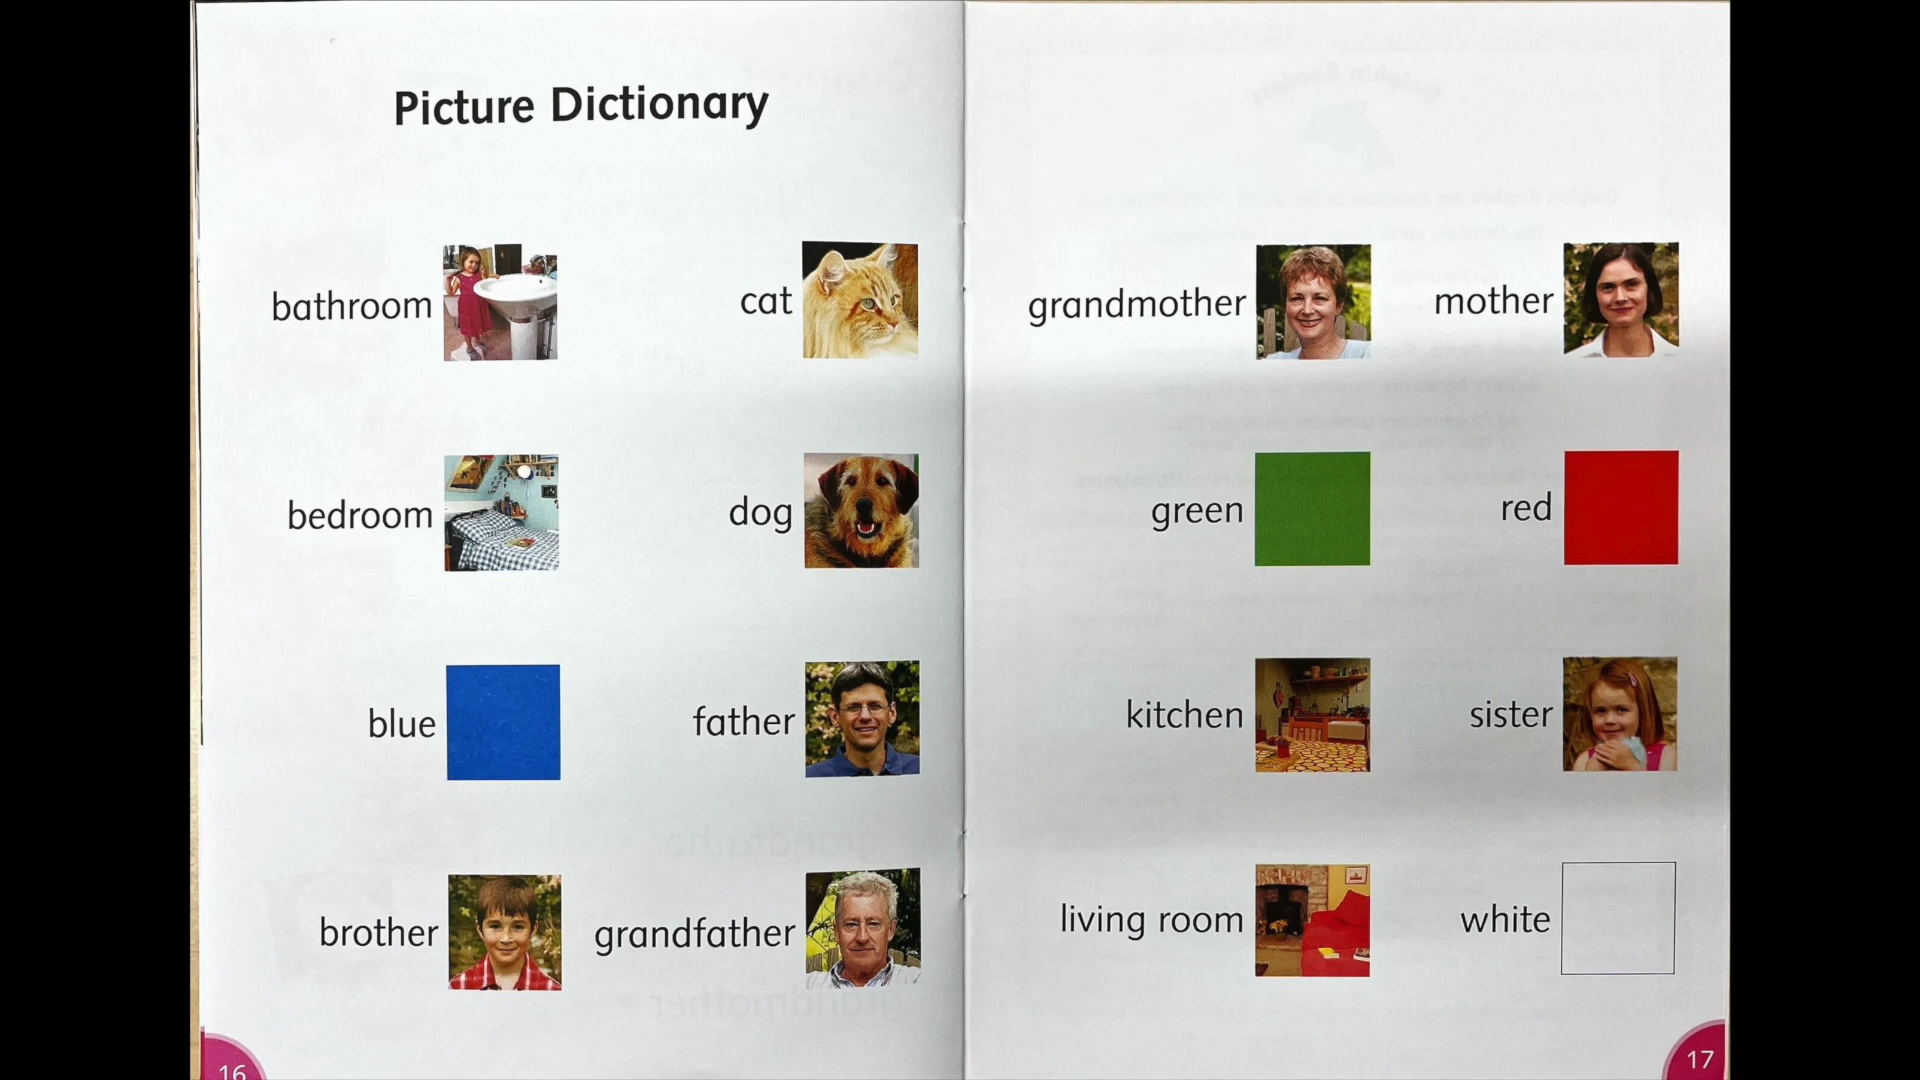 Picture Dictionary
bathroom
cat
bedroom
dog
blue
father
brother
grandfather
16
grandmother
mother
green
red
kitchen
sister
living room
white
17